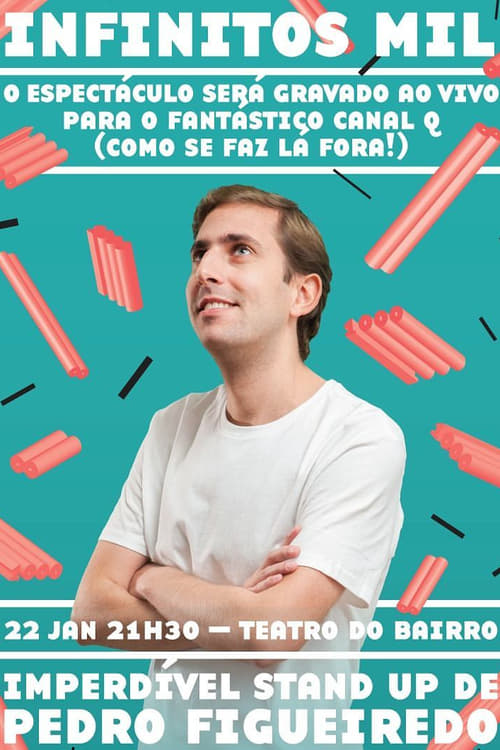 INFINITOS MIL
O ESPECTÁCULO SERÁ GRAVADO AO VIVO
PARA O FANTÁSTICO CANAL Q
(COMO SE FAZ LÁ FORA!)
1000
22 JAN 21H30 — TEATRO DO BAIRRO
IMPERDÍVEL STAND UP DE
PEDRO FIGUEIREDO